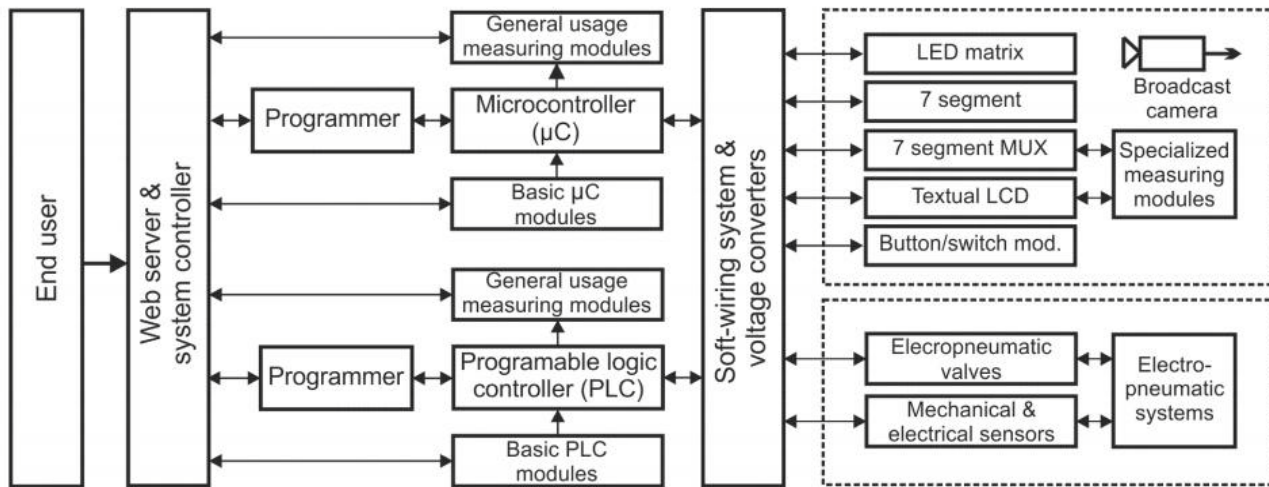 End user
Web server &
system controller
General usage
measuring modules
Programmer
Microcontroller
(µC)
Basic µC
modules
General usage
measuring modules
Programmer
Programable logic
controller (PLC)
Basic PLC
modules
Soft-wiring system &
voltage converters
LED matrix
7 segment
7 segment MUX
Textual LCD
Button/switch mod.
Broadcast
camera
Specialized
measuring
modules
Elecropneumatic
valves
Mechanical &
electrical sensors
Electro-
pneumatic
systems